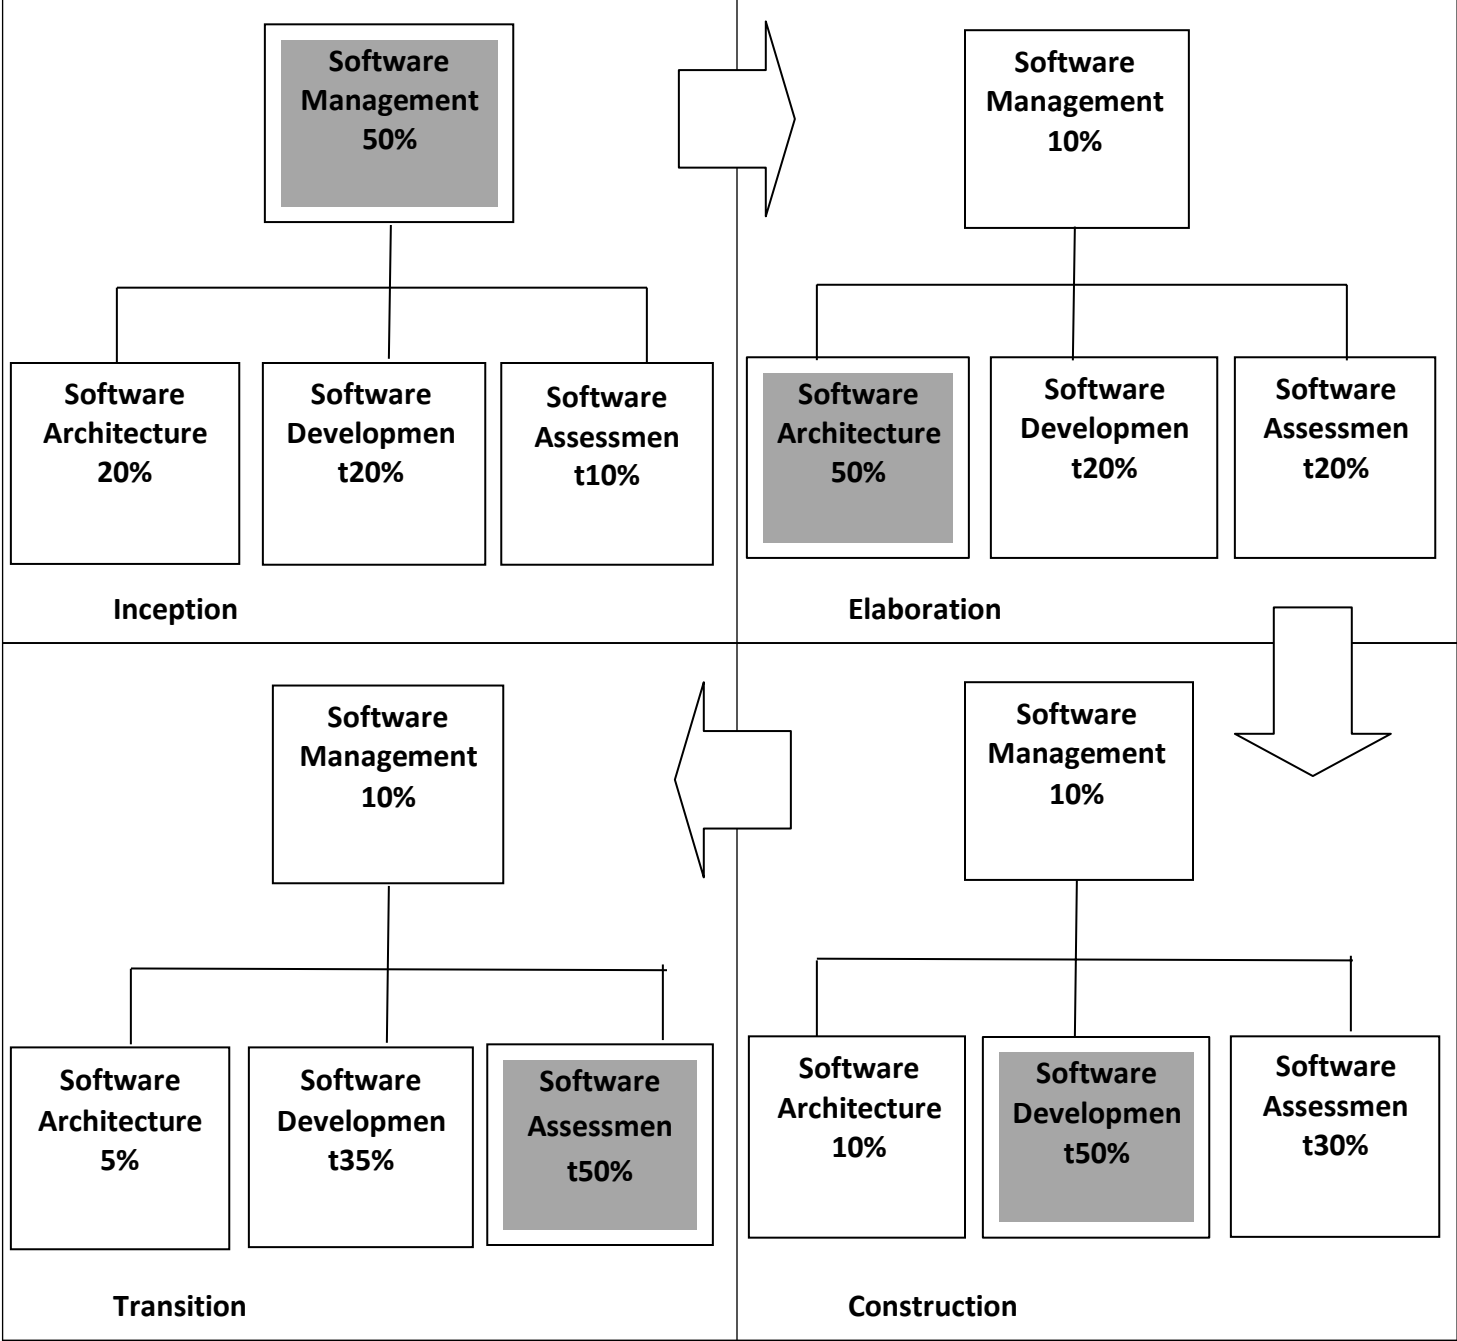 Software
Management
50%
Software
Architecture
20%
Software
Developmen
t20%
Software
Assessmen
t10%
Inception
Software
Management
10%
Software
Architecture
50%
Software
Developmen
t20%
Software
Assessmen
t20%
Elaboration
Software
Management
10%
Software
Architecture
5%
Software
Developmen
t35%
Software
Assessmen
t50%
Transition
Software
Management
10%
Software
Architecture
10%
Software
Developmen
t50%
Software
Assessmen
t30%
Construction